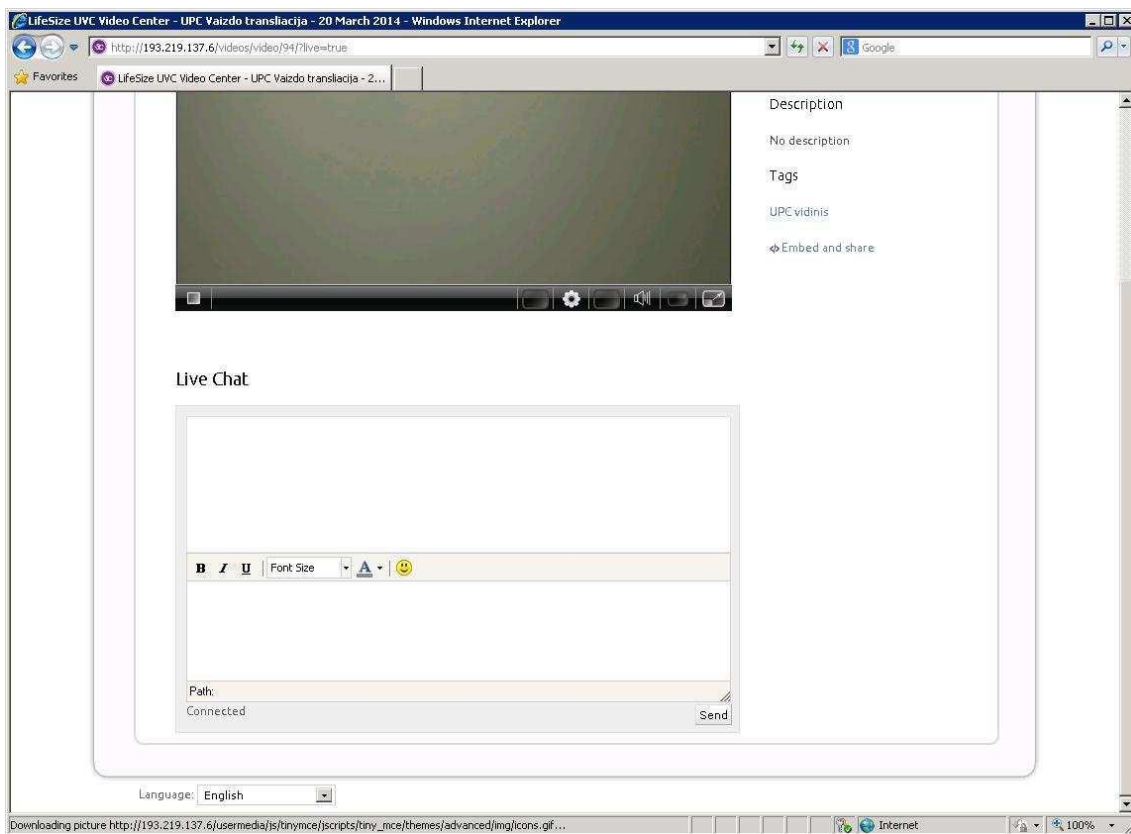 LifeSize UVC Video Center - UPC Vaizdo transliacija - 20 March 2014 - Windows Internet Explorer
http://193.219.137.6/videos/video/94/?live=true
Google
Favorites
LifeSize UVC Video Center - UPC Vaizdo transliacija - 2...
Description
No description
Tags
UPC vidinis
Embed and share
Live Chat
B I U Font Size A
Path:
Connected
Send
Language: English
Downloading picture http://193.219.137.6/usermedia/js/tinymce/jscripts/tiny_mce/themes/advanced/img/icons.gif...
Internet
100%